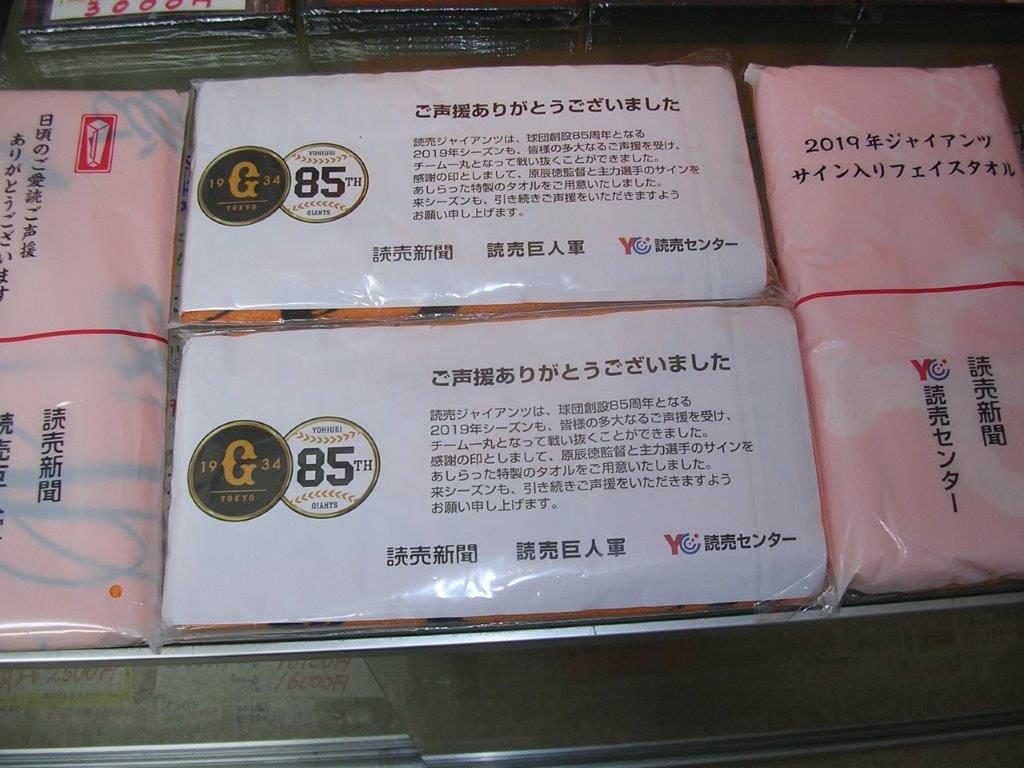 3000円
日頃のご愛読ご声援
ありがとうございます
読売新聞
ご声援ありがとうございました
読売ジャイアンツは、球団創設85周年となる
2019年シーズンも、皆様の多大なるご声援を受け、
チーム一丸となって戦い抜くことができました。
感謝の印としまして、原辰徳監督と主力選手のサインを
あしらった特製のタオルをご用意いたしました。
来シーズンも、引き続きご声援をいただきますよう
お願い申し上げます。
19 G 34
TOKYO
YOHIURI
85TH
GIANTS
読売新聞 読売巨人軍 YC 読売センター
ご声援ありがとうございました
読売ジャイアンツは、球団創設85周年となる
2019年シーズンも、皆様の多大なるご声援を受け、
チーム一丸となって戦い抜くことができました。
感謝の印としまして、原辰徳監督と主力選手のサインを
あしらった特製のタオルをご用意いたしました。
来シーズンも、引き続きご声援をいただきますよう
お願い申し上げます。
19 G 34
TOKYO
YOHIURI
85TH
GIANTS
読売新聞 読売巨人軍 YC 読売センター
2019年ジャイアンツ
サイン入りフェイスタオル
読売新聞
YC 読売センター
2500円
16000円